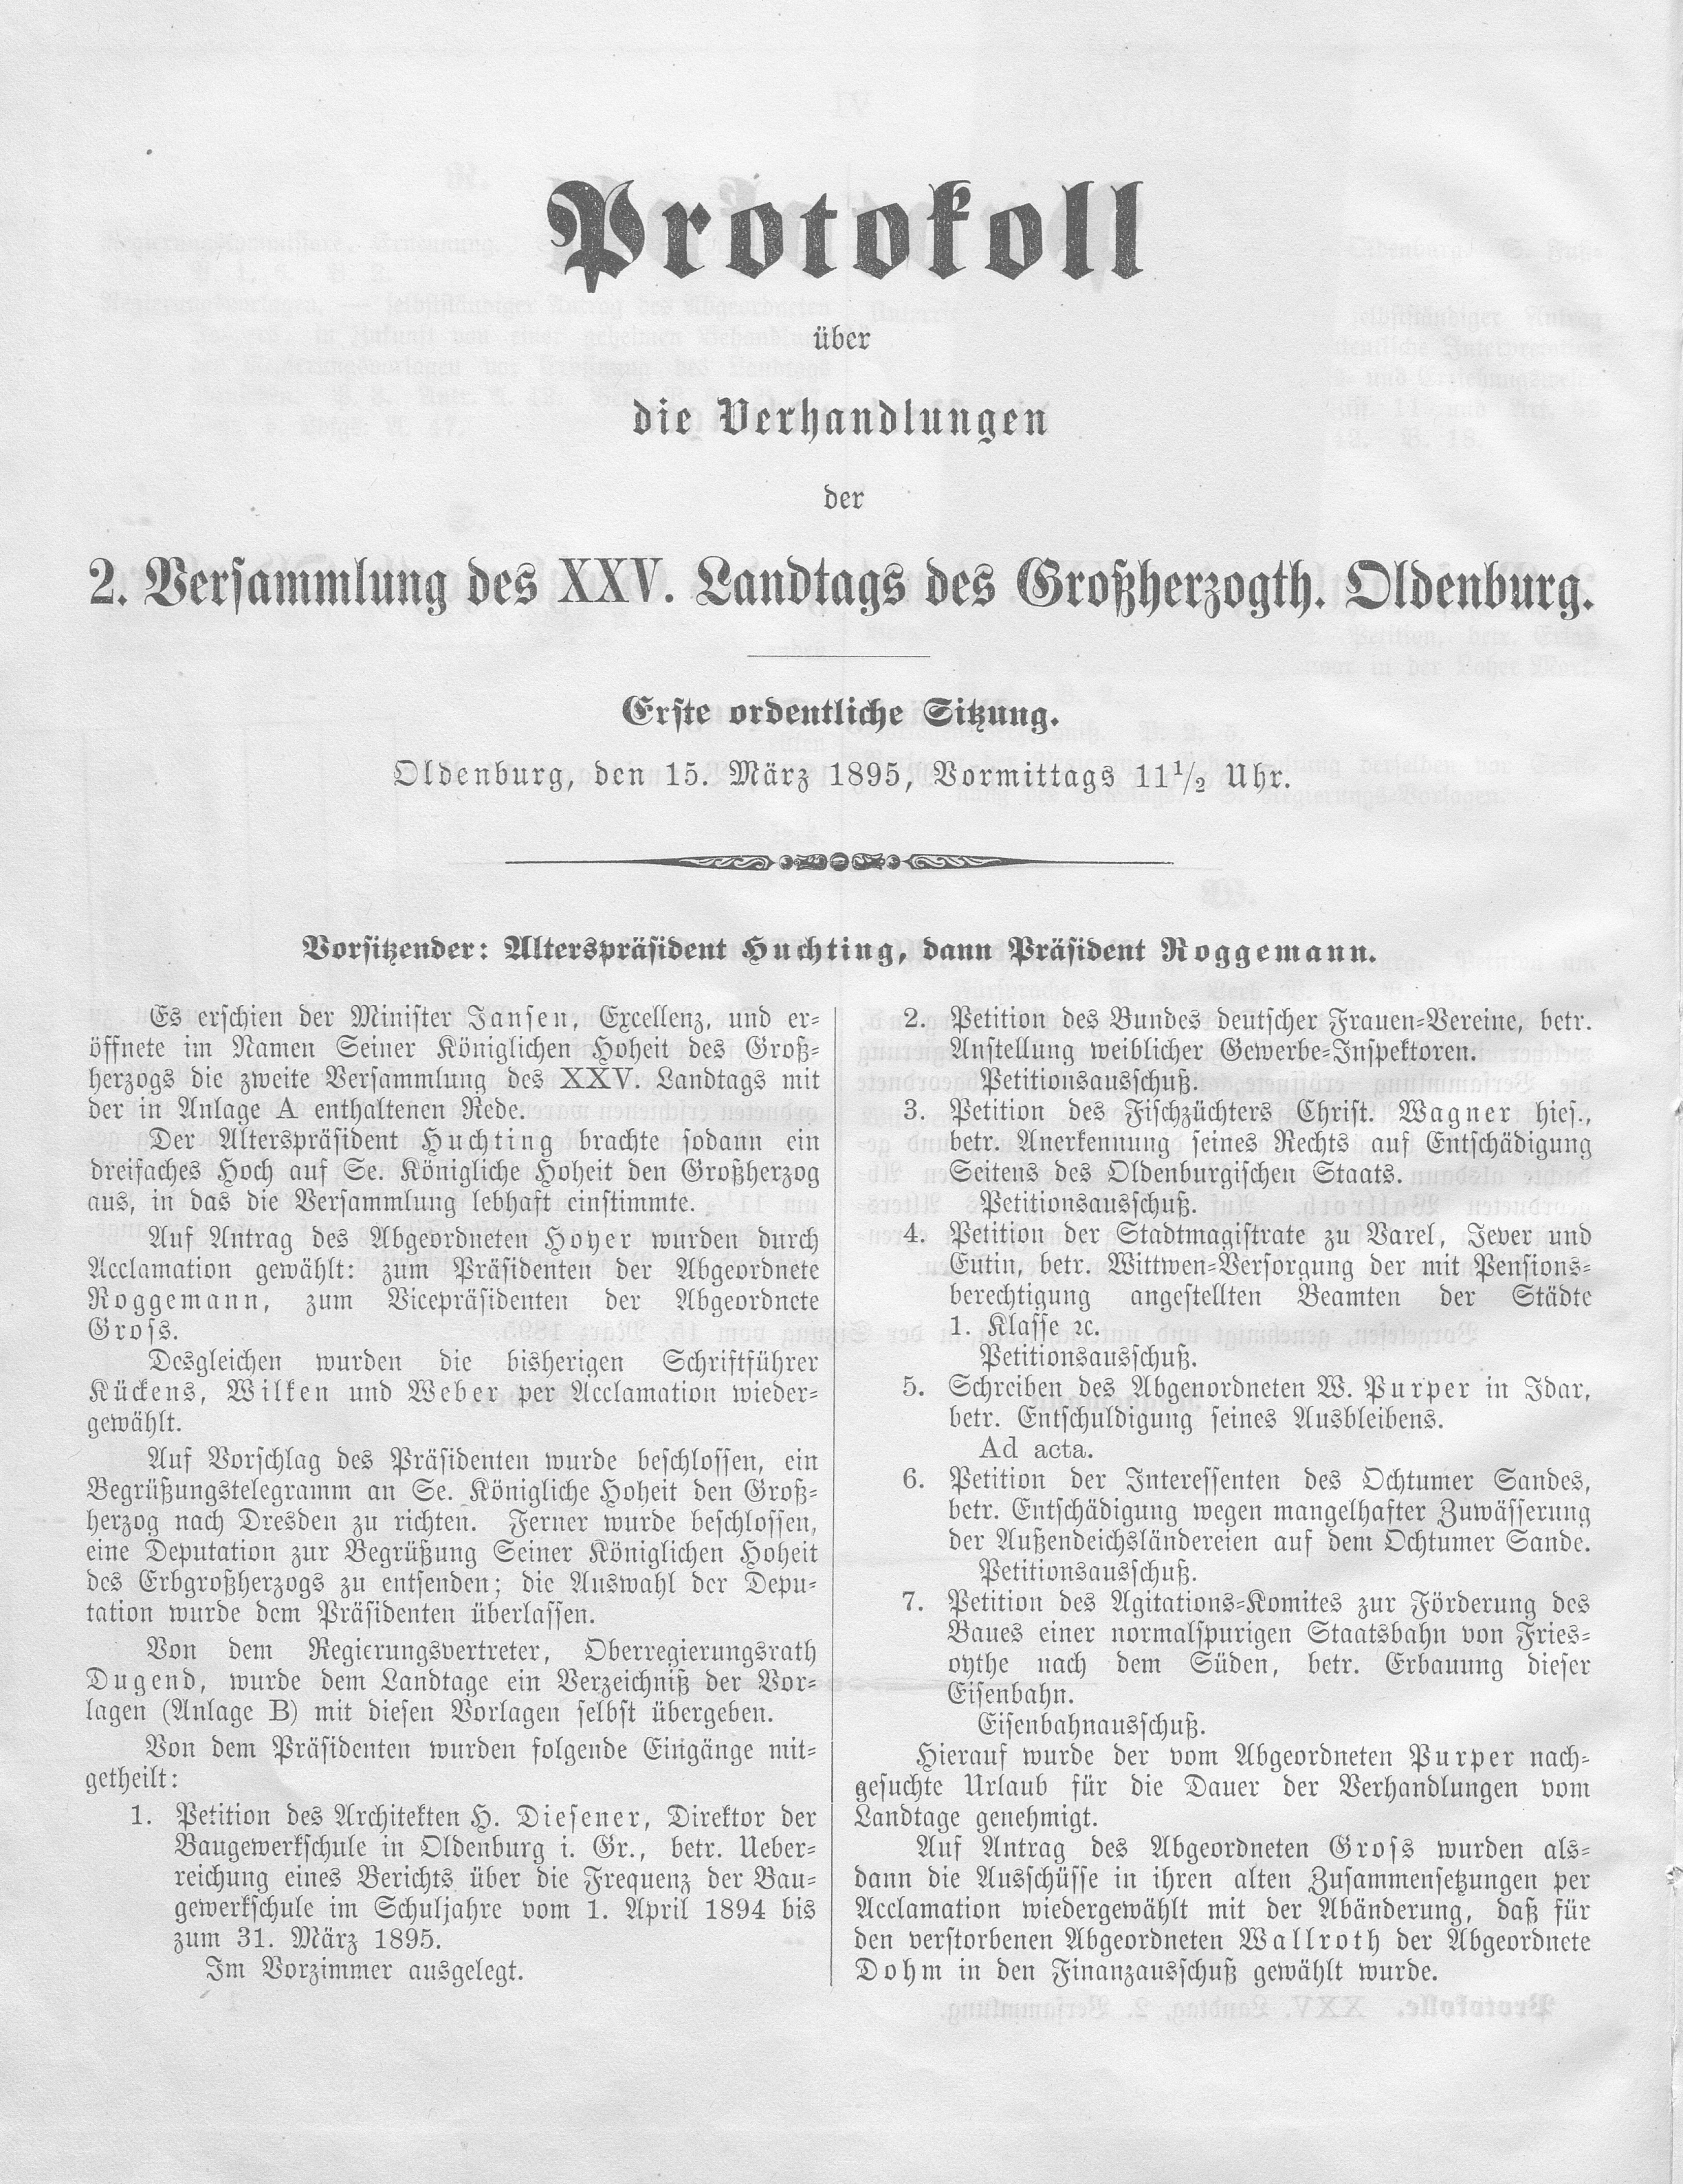 Protokoll
über
die Verhandlungen
der
2. Versammlung des XXV. Landtags des Großherzogth. Oldenburg.
Erste ordentliche Sitzung.
Oldenburg, den 15. März 1895, Vormittags 11 1/2 Uhr.
Vorsitzender: Alterspräsident Huchting, dann Präsident Roggemann.
Es erschien der Minister Jansen, Excellenz, und er-
öffnete im Namen Seiner Königlichen Hoheit des Groß-
herzogs die zweite Versammlung des XXV. Landtags mit
der in Anlage A enthaltenen Rede.
Der Alterspräsident Huchting brachte sodann ein
dreifaches Hoch auf Se. Königliche Hoheit den Großherzog
aus, in das die Versammlung lebhaft einstimmte.
Auf Antrag des Abgeordneten Hoyer wurden durch
Acclamation gewählt: zum Präsidenten der Abgeordnete
Roggemann, zum Vicepräsidenten der Abgeordnete
Gross.
Desgleichen wurden die bisherigen Schriftführer
Kückens, Wilken und Weber per Acclamation wieder-
gewählt.
Auf Vorschlag des Präsidenten wurde beschlossen, ein
Begrüßungstelegramm an Se. Königliche Hoheit den Groß-
herzog nach Dresden zu richten. Ferner wurde beschlossen,
eine Deputation zur Begrüßung Seiner Königlichen Hoheit
des Erbgroßherzogs zu entsenden; die Auswahl der Depu-
tation wurde dem Präsidenten überlassen.
Von dem Regierungsvertreter, Oberregierungsrath
Dugend, wurde dem Landtage ein Verzeichniß der Vor-
lagen (Anlage B) mit diesen Vorlagen selbst übergeben.
Von dem Präsidenten wurden folgende Eingänge mit-
getheilt:
1. Petition des Architekten H. Diesener, Direktor der
Baugewerkschule in Oldenburg i. Gr., betr. Ueber-
reichung eines Berichts über die Frequenz der Bau-
gewerkschule im Schuljahre vom 1. April 1894 bis
zum 31. März 1895.
Im Vorzimmer ausgelegt.
2. Petition des Bundes deutscher Frauen-Vereine, betr.
Anstellung weiblicher Gewerbe-Inspektoren.
Petitionsausschuß.
3. Petition des Fischzüchters Christ. Wagner hies.,
betr. Anerkennung seines Rechts auf Entschädigung
Seitens des Oldenburgischen Staats.
Petitionsausschuß.
4. Petition der Stadtmagistrate zu Varel, Jever und
Eutin, betr. Wittwen-Versorgung der mit Pensions-
berechtigung angestellten Beamten der Städte
1. Klasse ꝛc.
Petitionsausschuß.
5. Schreiben des Abgenordneten W. Purper in Idar,
betr. Entschuldigung seines Ausbleibens.
Ad acta.
6. Petition der Interessenten des Ochtumer Sandes,
betr. Entschädigung wegen mangelhafter Zuwässerung
der Außendeichsländereien auf dem Ochtumer Sande.
Petitionsausschuß.
7. Petition des Agitations-Komites zur Förderung des
Baues einer normalspurigen Staatsbahn von Fries-
oythe nach dem Süden, betr. Erbauung dieser
Eisenbahn.
Eisenbahnausschuß.
Hierauf wurde der vom Abgeordneten Purper nach-
gesuchte Urlaub für die Dauer der Verhandlungen vom
Landtage genehmigt.
Auf Antrag des Abgeordneten Gross wurden als-
dann die Ausschüsse in ihren alten Zusammensetzungen per
Acclamation wiedergewählt mit der Abänderung, daß für
den verstorbenen Abgeordneten Wallroth der Abgeordnete
Dohm in den Finanzausschuß gewählt wurde.